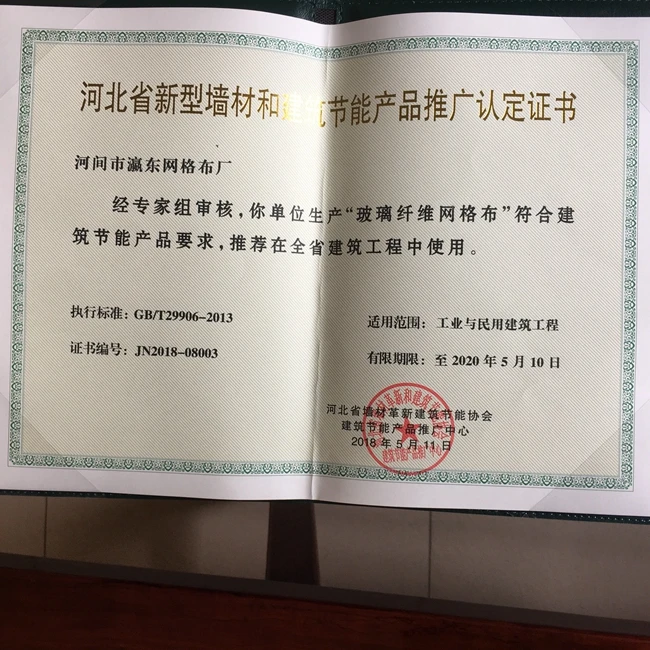 河北省新型墙材和建筑节能产品推广认定证书
河间市瀛东网格布厂
经专家组审核，你单位生产“玻璃纤维网格布”符合建
筑节能产品要求，推荐在全省建筑工程中使用。
执行标准：GB/T29906-2013
适用范围：工业与民用建筑工程
证书编号：JN2018-08003
有限期限：至2020年5月10日
河北省墙材革新建筑节能协会
建筑节能产品推广中心
2018年5月11日